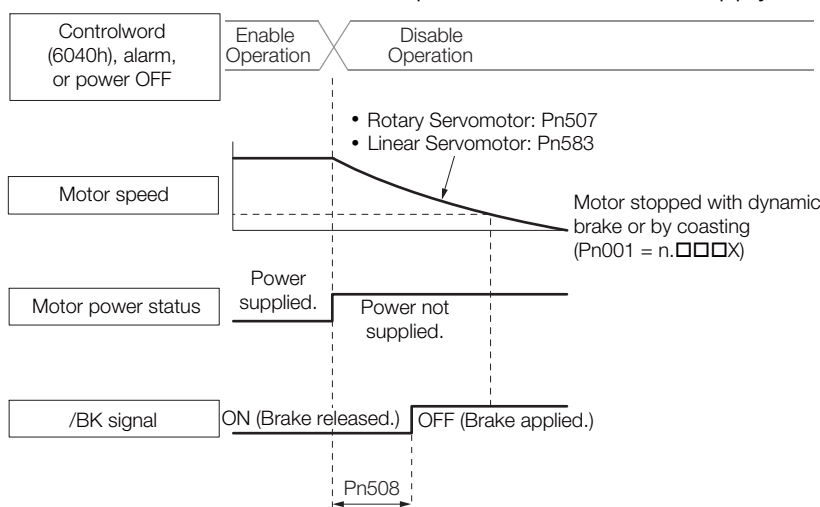 Controlword
(6040h), alarm,
or power OFF
Enable
Operation
Disable
Operation
• Rotary Servomotor: Pn507
• Linear Servomotor: Pn583
Motor speed
Motor stopped with dynamic
brake or by coasting
(Pn001 = n.□□□X)
Motor power status
Power
supplied.
Power not
supplied.
/BK signal
ON (Brake released.)
OFF (Brake applied.)
Pn508